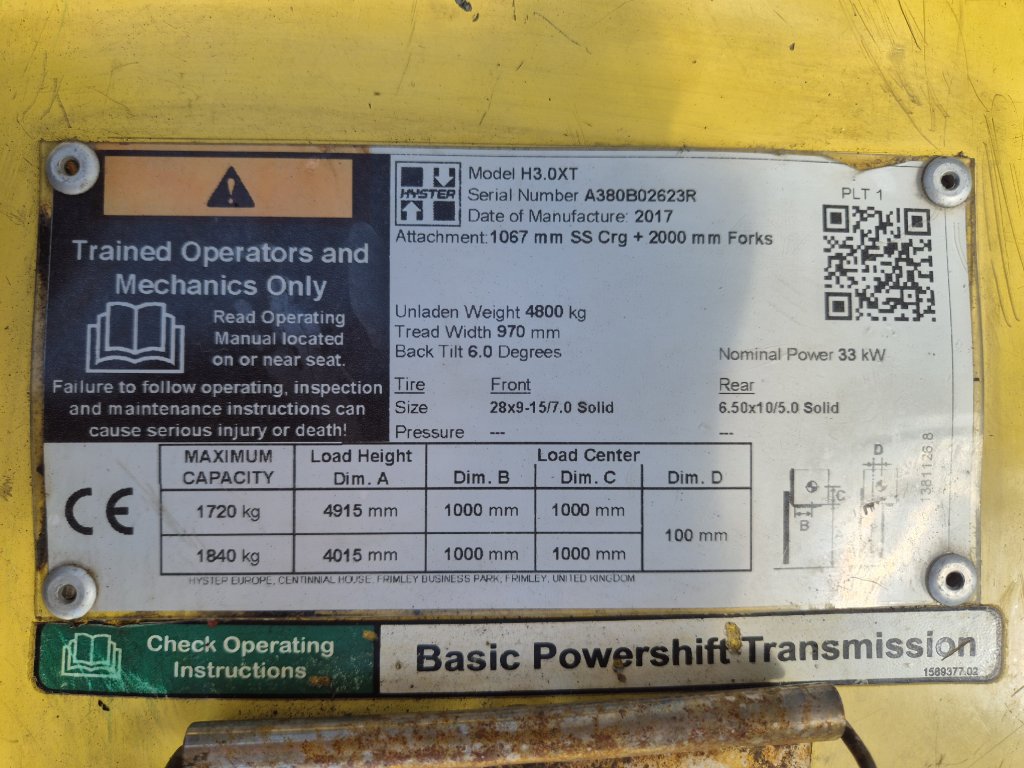 Trained Operators and
Mechanics Only
Read Operating
Manual located
on or near seat.
Failure to follow operating, inspection
and maintenance instructions can
cause serious injury or death!
HYSTER
Model H3.0XT
Serial Number A380B02623R
Date of Manufacture: 2017
Attachment:1067 mm SS Crg + 2000 mm Forks
PLT 1
Unladen Weight 4800 kg
Tread Width 970 mm
Back Tilt 6.0 Degrees
Nominal Power 33 kW
Tire Front Rear
Size 28x9-15/7.0 Solid 6.50x10/5.0 Solid
Pressure --- ---
MAXIMUM CAPACITY Load Height Dim. A Load Center
Dim. B Dim. C Dim. D
1720 kg 4915 mm 1000 mm 1000 mm
100 mm
1840 kg 4015 mm 1000 mm 1000 mm
CE
B
C
D
HYSTER EUROPE, CENTINNIAL HOUSE, FRIMLEY BUSINESS PARK, FRIMLEY, UNITED KINGDOM
Check Operating
Instructions
Basic Powershift Transmission
1569377.02